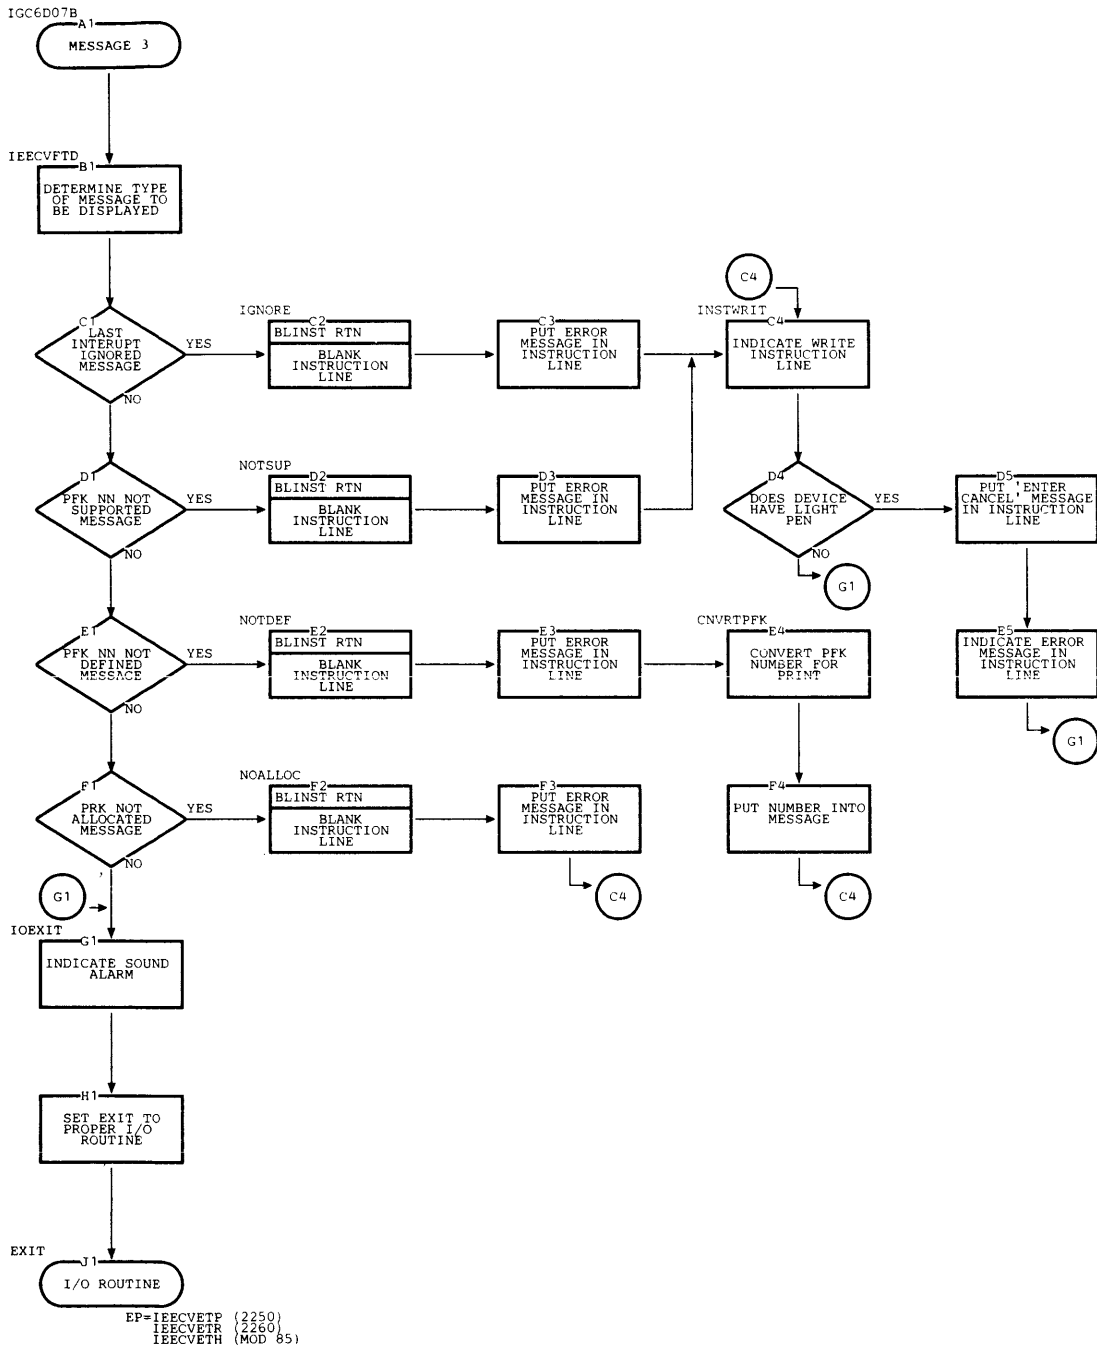 IGC6D07B
A1
MESSAGE 3
IEECVFTD
B1
DETERMINE TYPE
OF MESSAGE TO
BE DISPLAYED
C4
C1
LAST
INTERUPT
IGNORED
MESSAGE
YES
NO
IGNORE
C2
BLINST RTN
BLANK
INSTRUCTION
LINE
C3
PUT ERROR
MESSAGE IN
INSTRUCTION
LINE
INSTWRIT
C4
INDICATE WRITE
INSTRUCTION
LINE
D1
PFK NN NOT
SUPPORTED
MESSAGE
YES
NO
NOTSUP
D2
BLINST RTN
BLANK
INSTRUCTION
LINE
D3
PUT ERROR
MESSAGE IN
INSTRUCTION
LINE
D4
DOES DEVICE
HAVE LIGHT
PEN
YES
NO
G1
D5
PUT 'ENTER
CANCEL' MESSAGE
IN INSTRUCTION
LINE
E1
PFK NN NOT
DEFINED
MESSAGE
YES
NO
NOTDEF
E2
BLINST RTN
BLANK
INSTRUCTION
LINE
E3
PUT ERROR
MESSAGE IN
INSTRUCTION
LINE
CNVRTPFK
E4
CONVERT PFK
NUMBER FOR
PRINT
E5
INDICATE ERROR
MESSAGE IN
INSTRUCTION
LINE
G1
F1
PRK NOT
ALLOCATED
MESSAGE
YES
NO
NOALLOC
F2
BLINST RTN
BLANK
INSTRUCTION
LINE
F3
PUT ERROR
MESSAGE IN
INSTRUCTION
LINE
C4
F4
PUT NUMBER INTO
MESSAGE
C4
G1
IOEXIT
G1
INDICATE SOUND
ALARM
H1
SET EXIT TO
PROPER I/O
ROUTINE
EXIT
J1
I/O ROUTINE
EP=IEECVETP (2250)
IEECVETR (2260)
IEECVETH (MOD 85)